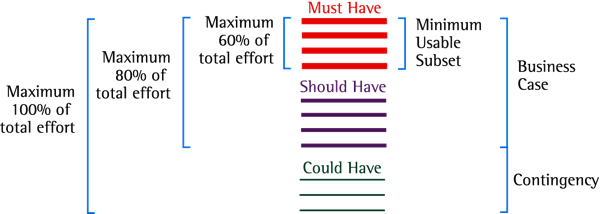 Must Have
Maximum
60% of
total effort
Minimum
Usable
Subset
Maximum
80% of
total effort
Business
Case
Maximum
100% of
total effort
Should Have
Could Have
Contingency